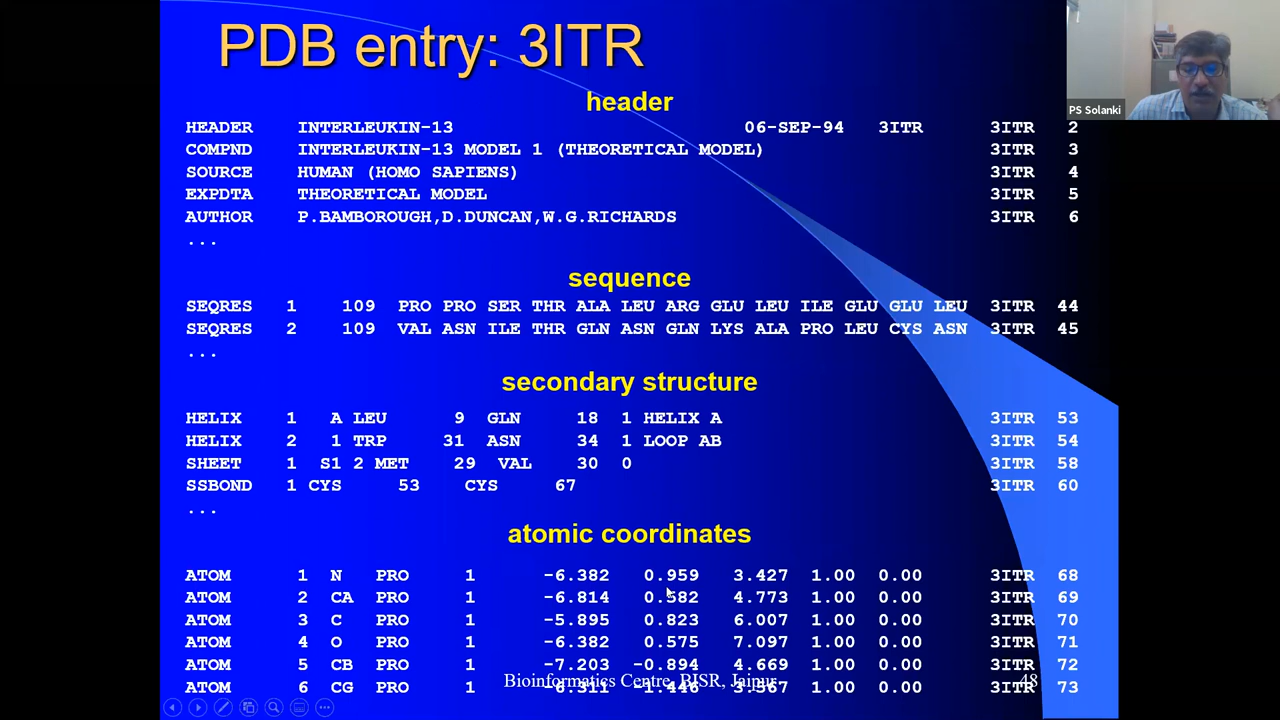 PDB entry: 3ITR
PS Solanki
header
HEADER INTERLEUKIN-13 06-SEP-94 3ITR 3ITR 2
COMPND INTERLEUKIN-13 MODEL 1 (THEORETICAL MODEL) 3ITR 3
SOURCE HUMAN (HOMO SAPIENS) 3ITR 4
EXPDTA THEORETICAL MODEL 3ITR 5
AUTHOR P.BAMBOROUGH,D.DUNCAN,W.G.RICHARDS 3ITR 6
...
sequence
SEQRES 1 109 PRO PRO SER THR ALA LEU ARG GLU LEU ILE GLU GLU LEU 3ITR 44
SEQRES 2 109 VAL ASN ILE THR GLN ASN GLN LYS ALA PRO LEU CYS ASN 3ITR 45
...
secondary structure
HELIX 1 A LEU 9 GLN 18 1 HELIX A 3ITR 53
HELIX 2 1 TRP 31 ASN 34 1 LOOP AB 3ITR 54
SHEET 1 S1 2 MET 29 VAL 30 0 3ITR 58
SSBOND 1 CYS 53 CYS 67 3ITR 60
...
atomic coordinates
ATOM 1 N PRO 1 -6.382 0.959 3.427 1.00 0.00 3ITR 68
ATOM 2 CA PRO 1 -6.814 0.582 4.773 1.00 0.00 3ITR 69
ATOM 3 C PRO 1 -5.895 0.823 6.007 1.00 0.00 3ITR 70
ATOM 4 O PRO 1 -6.382 0.575 7.097 1.00 0.00 3ITR 71
ATOM 5 CB PRO 1 -7.203 -0.894 4.669 1.00 0.00 3ITR 72
Bioinformatics Centre, BISR, Jaipur 48
ATOM 6 CG PRO 1 1.00 0.00 3ITR 73